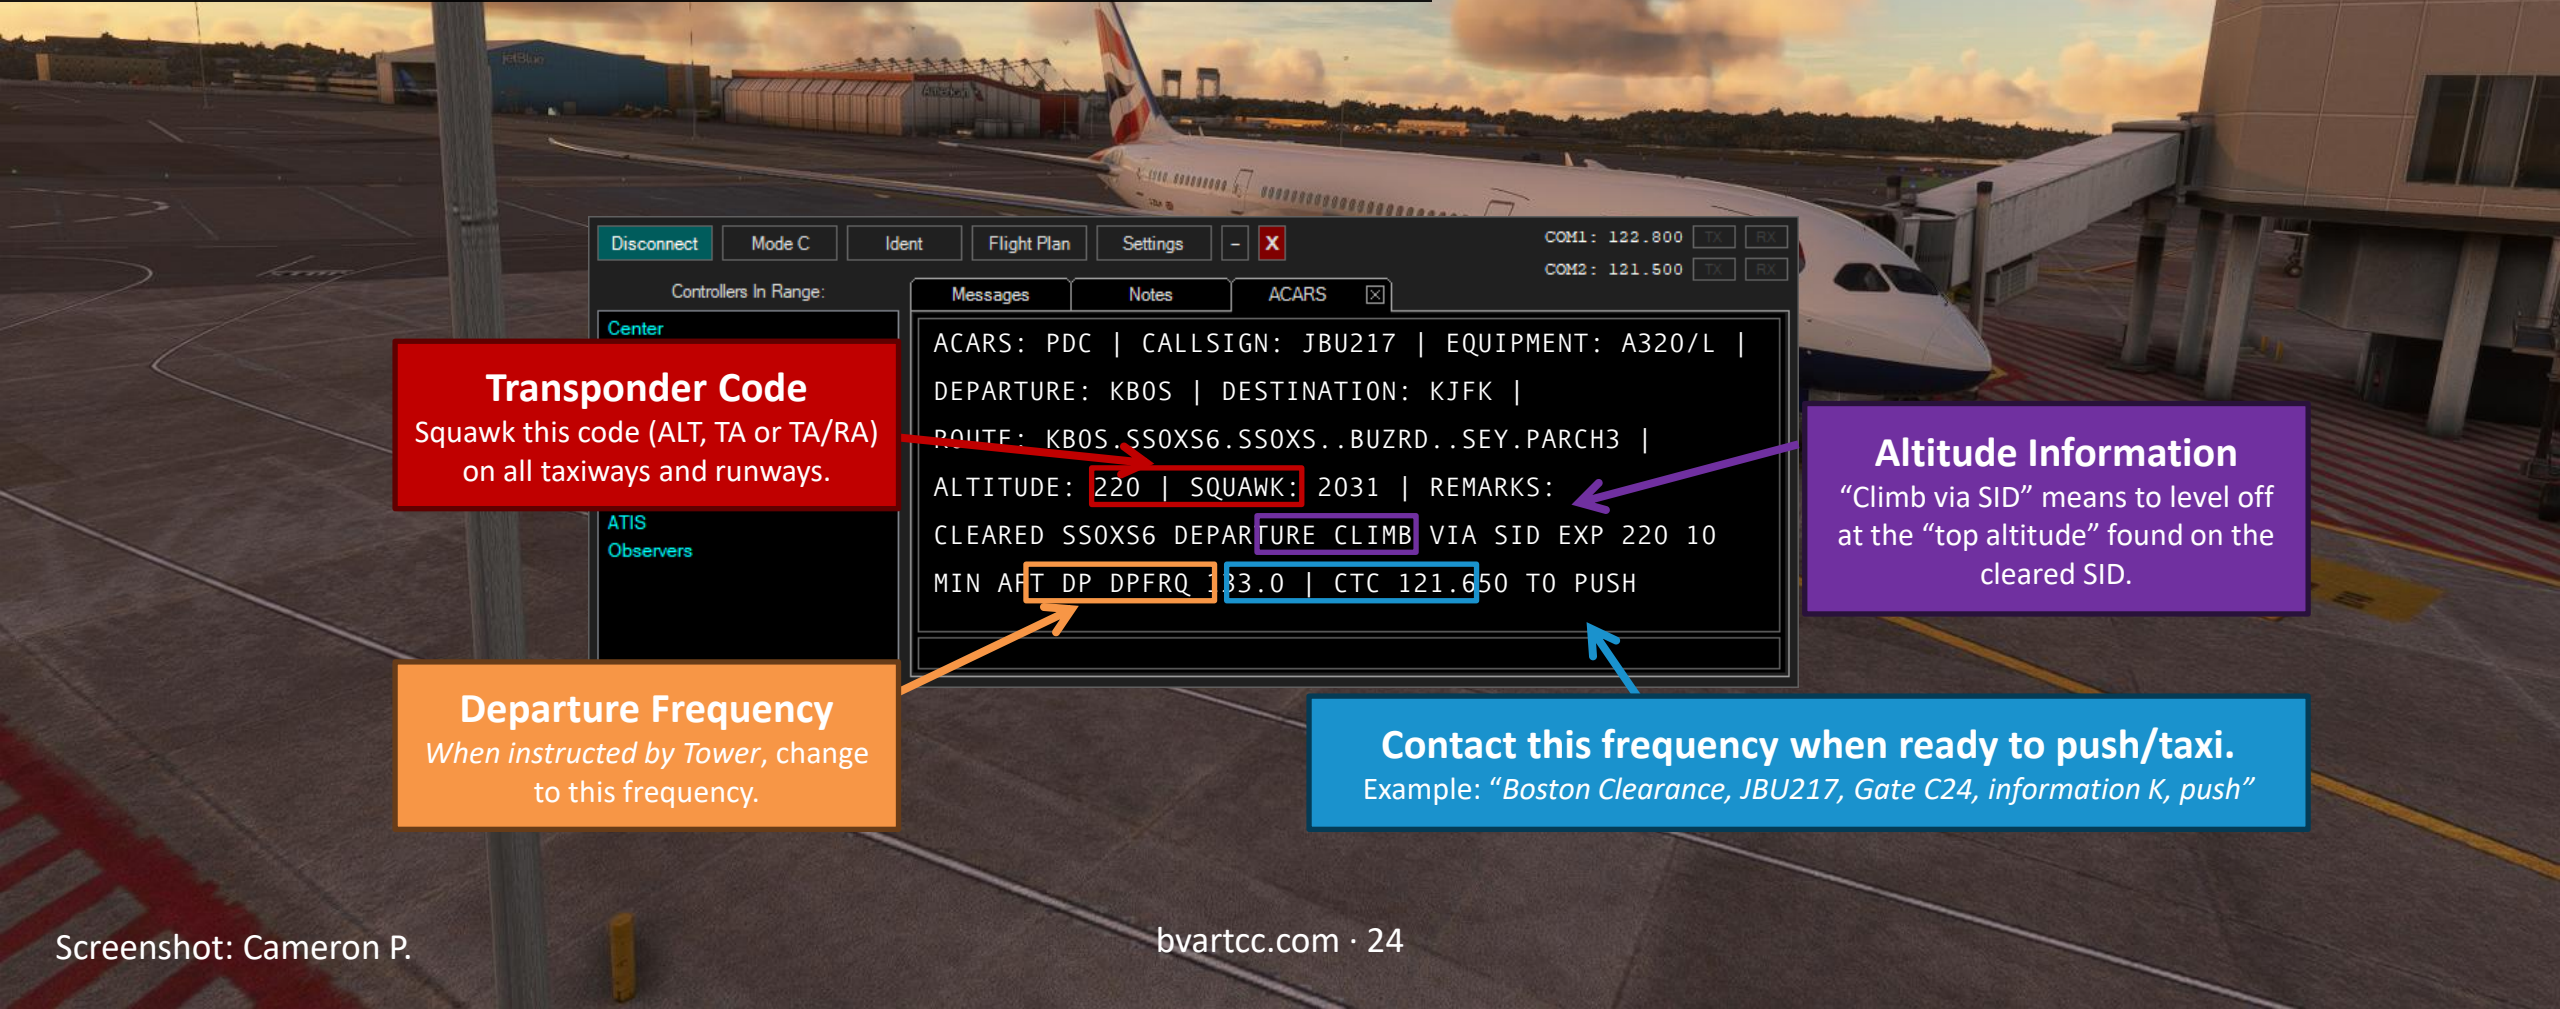 jetBlue
American
Disconnect
Mode C
Ident
Flight Plan
Settings
–
X
COM1: 122.800 TX RX
COM2: 121.500 TX RX
Controllers In Range:
Messages
Notes
ACARS
Center
ATIS
Observers
ACARS: PDC | CALLSIGN: JBU217 | EQUIPMENT: A320/L |
DEPARTURE: KBOS | DESTINATION: KJFK |
ROUTE: KBOS.SSOXS6.SSOXS..BUZRD..SEY.PARCH3 |
ALTITUDE: 220 | SQUAWK: 2031 | REMARKS:
CLEARED SSOXS6 DEPARTURE CLIMB VIA SID EXP 220 10
MIN AFT DP DPFRQ 133.0 | CTC 121.650 TO PUSH
Transponder Code
Squawk this code (ALT, TA or TA/RA)
on all taxiways and runways.
Altitude Information
“Climb via SID” means to level off
at the “top altitude” found on the
cleared SID.
Departure Frequency
When instructed by Tower, change
to this frequency.
Contact this frequency when ready to push/taxi.
Example: “Boston Clearance, JBU217, Gate C24, information K, push”
Screenshot: Cameron P.
bvartcc.com · 24